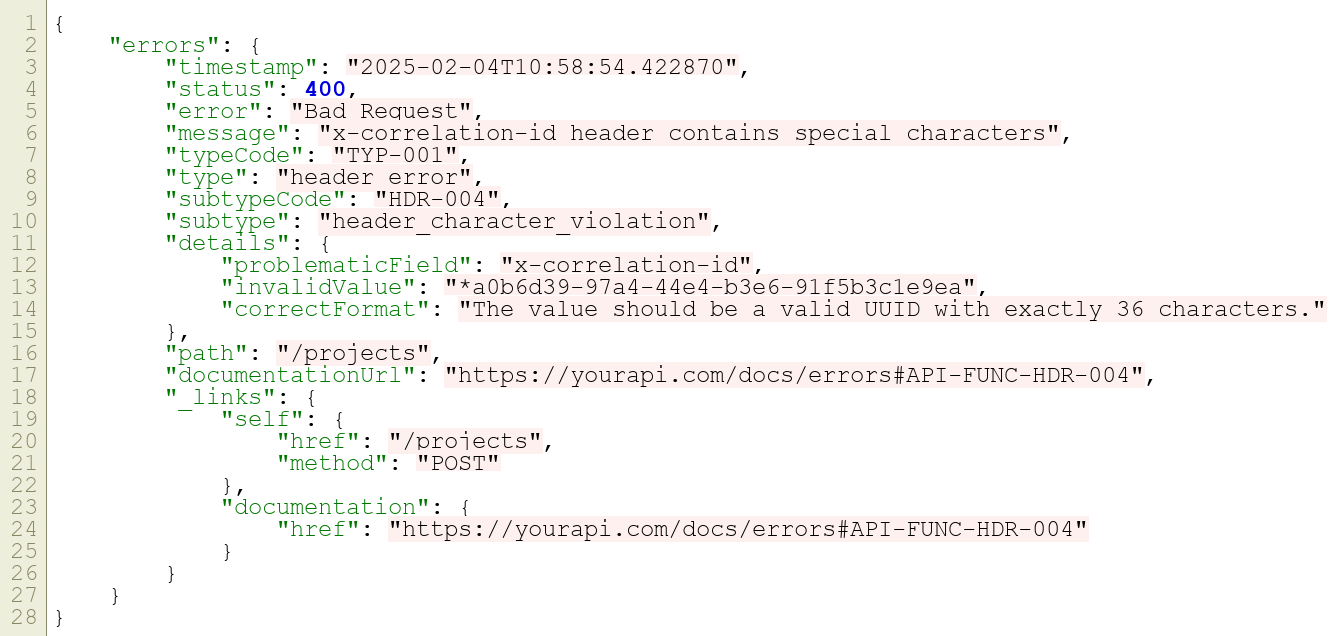 1 {
2     "errors": {
3         "timestamp": "2025-02-04T10:58:54.422870",
4         "status": 400,
5         "error": "Bad Request",
6         "message": "x-correlation-id header contains special characters",
7         "typeCode": "TYP-001",
8         "type": "header_error",
9         "subtypeCode": "HDR-004",
10         "subtype": "header_character_violation",
11         "details": {
12             "problematicField": "x-correlation-id",
13             "invalidValue": "*a0b6d39-97a4-44e4-b3e6-91f5b3c1e9ea",
14             "correctFormat": "The value should be a valid UUID with exactly 36 characters."
15         },
16         "path": "/projects",
17         "documentationUrl": "https://yourapi.com/docs/errors#API-FUNC-HDR-004",
18         "_links": {
19             "self": {
20                 "href": "/projects",
21                 "method": "POST"
22             },
23             "documentation": {
24                 "href": "https://yourapi.com/docs/errors#API-FUNC-HDR-004"
25             }
26         }
27     }
28 }